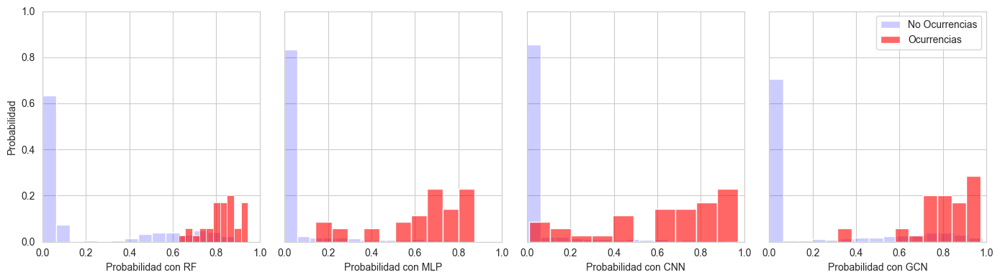 1.0
0.8
0.6
0.4
0.2
0.0
Probabilidad
0.0 0.2 0.4 0.6 0.8 1.0
Probabilidad con RF
0.0 0.2 0.4 0.6 0.8 1.0
Probabilidad con MLP
0.0 0.2 0.4 0.6 0.8 1.0
Probabilidad con CNN
No Ocurrencias
Ocurrencias
0.0 0.2 0.4 0.6 0.8 1.0
Probabilidad con GCN